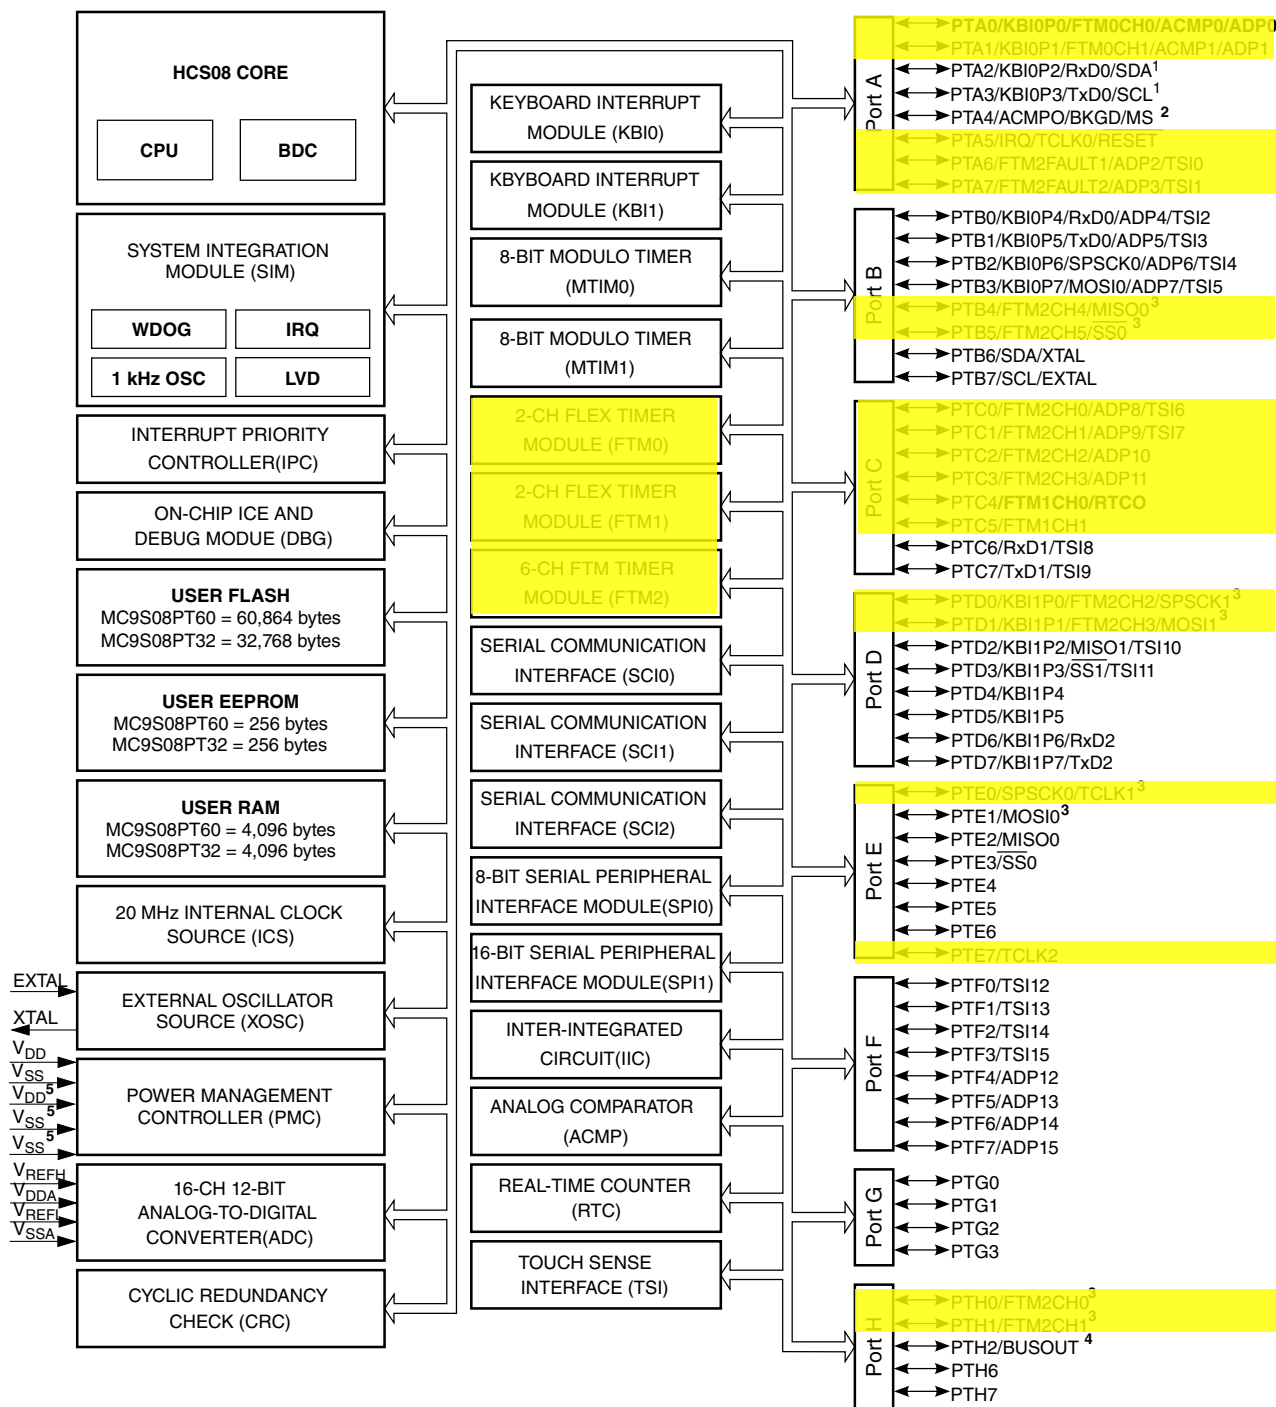 HCS08 CORE
CPU
BDC
SYSTEM INTEGRATION
MODULE (SIM)
WDOG
IRQ
1 kHz OSC
LVD
INTERRUPT PRIORITY
CONTROLLER(IPC)
ON-CHIP ICE AND
DEBUG MODUE (DBG)
USER FLASH
MC9S08PT60 = 60,864 bytes
MC9S08PT32 = 32,768 bytes
USER EEPROM
MC9S08PT60 = 256 bytes
MC9S08PT32 = 256 bytes
USER RAM
MC9S08PT60 = 4,096 bytes
MC9S08PT32 = 4,096 bytes
20 MHz INTERNAL CLOCK
SOURCE (ICS)
EXTAL
XTAL
EXTERNAL OSCILLATOR
SOURCE (XOSC)
VDD
VSS
VDD5
VSS5
VSS5
POWER MANAGEMENT
CONTROLLER (PMC)
VREFH
VDDA
VREFL
VSSA
16-CH 12-BIT
ANALOG-TO-DIGITAL
CONVERTER(ADC)
CYCLIC REDUNDANCY
CHECK (CRC)
KEYBOARD INTERRUPT
MODULE (KBI0)
KBYBOARD INTERRUPT
MODULE (KBI1)
8-BIT MODULO TIMER
(MTIM0)
8-BIT MODULO TIMER
(MTIM1)
2-CH FLEX TIMER
MODULE (FTM0)
2-CH FLEX TIMER
MODULE (FTM1)
6-CH FTM TIMER
MODULE (FTM2)
SERIAL COMMUNICATION
INTERFACE (SCI0)
SERIAL COMMUNICATION
INTERFACE (SCI1)
SERIAL COMMUNICATION
INTERFACE (SCI2)
8-BIT SERIAL PERIPHERAL
INTERFACE MODULE(SPI0)
16-BIT SERIAL PERIPHERAL
INTERFACE MODULE(SPI1)
INTER-INTEGRATED
CIRCUIT(IIC)
ANALOG COMPARATOR
(ACMP)
REAL-TIME COUNTER
(RTC)
TOUCH SENSE
INTERFACE (TSI)
Port A
PTA0/KBI0P0/FTM0CH0/ACMP0/ADP0
PTA1/KBI0P1/FTM0CH1/ACMP1/ADP1
PTA2/KBI0P2/RxD0/SDA1
PTA3/KBI0P3/TxD0/SCL1
PTA4/ACMPO/BKGD/MS 2
PTA5/IRQ/TCLK0/RESET
PTA6/FTM2FAULT1/ADP2/TSI0
PTA7/FTM2FAULT2/ADP3/TSI1
Port B
PTB0/KBI0P4/RxD0/ADP4/TSI2
PTB1/KBI0P5/TxD0/ADP5/TSI3
PTB2/KBI0P6/SPSCK0/ADP6/TSI4
PTB3/KBI0P7/MOSI0/ADP7/TSI5
PTB4/FTM2CH4/MISO0 3
PTB5/FTM2CH5/SS0 3
PTB6/SDA/XTAL
PTB7/SCL/EXTAL
Port C
PTC0/FTM2CH0/ADP8/TSI6
PTC1/FTM2CH1/ADP9/TSI7
PTC2/FTM2CH2/ADP10
PTC3/FTM2CH3/ADP11
PTC4/FTM1CH0/RTCO
PTC5/FTM1CH1
PTC6/RxD1/TSI8
PTC7/TxD1/TSI9
Port D
PTD0/KBI1P0/FTM2CH2/SPSCK1 3
PTD1/KBI1P1/FTM2CH3/MOSI1 3
PTD2/KBI1P2/MISO1/TSI10
PTD3/KBI1P3/SS1/TSI11
PTD4/KBI1P4
PTD5/KBI1P5
PTD6/KBI1P6/RxD2
PTD7/KBI1P7/TxD2
Port E
PTE0/SPSCK0/TCLK1 3
PTE1/MOSI0 3
PTE2/MISO0
PTE3/SS0
PTE4
PTE5
PTE6
PTE7/TCLK2
Port F
PTF0/TSI12
PTF1/TSI13
PTF2/TSI14
PTF3/TSI15
PTF4/ADP12
PTF5/ADP13
PTF6/ADP14
PTF7/ADP15
Port G
PTG0
PTG1
PTG2
PTG3
Port H
PTH0/FTM2CH0 3
PTH1/FTM2CH1 3
PTH2/BUSOUT 4
PTH6
PTH7